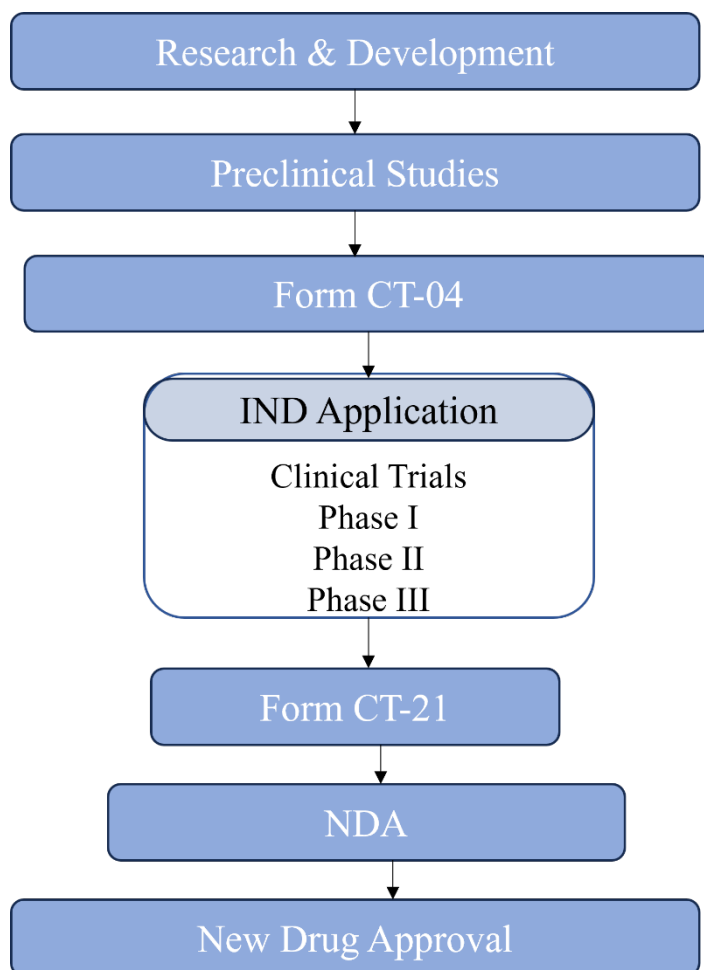 Research & Development
Preclinical Studies
Form CT-04
IND Application
Clinical Trials
Phase I
Phase II
Phase III
Form CT-21
NDA
New Drug Approval